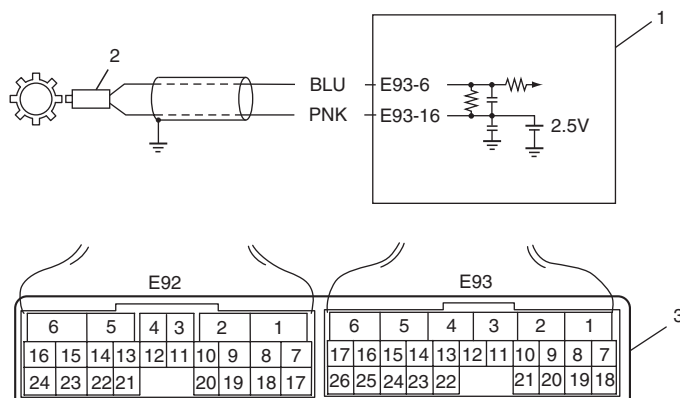 1
2
BLU E93-6
PNK E93-16
2.5V
E92 E93
3
6 5 4 3 2 1 6 5 4 3 2 1
16 15 14 13 12 11 10 9 8 7 17 16 15 14 13 12 11 10 9 8 7
24 23 22 21 20 19 18 17 26 25 24 23 22 21 20 19 18